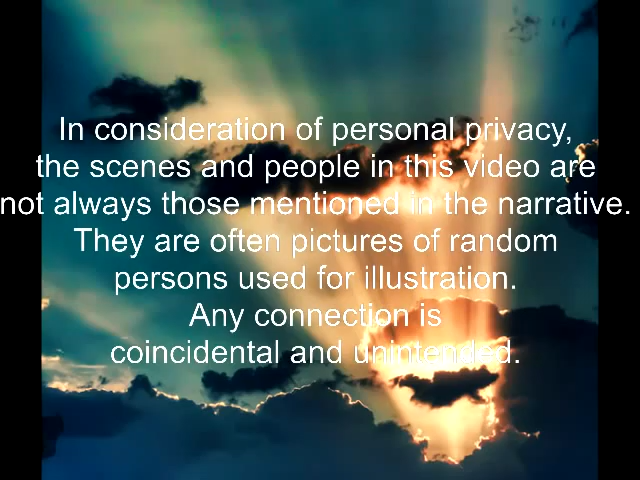 In consideration of personal privacy,
the scenes and people in this video are
not always those mentioned in the narrative.
They are often pictures of random
persons used for illustration.
Any connection is
coincidental and unintended.